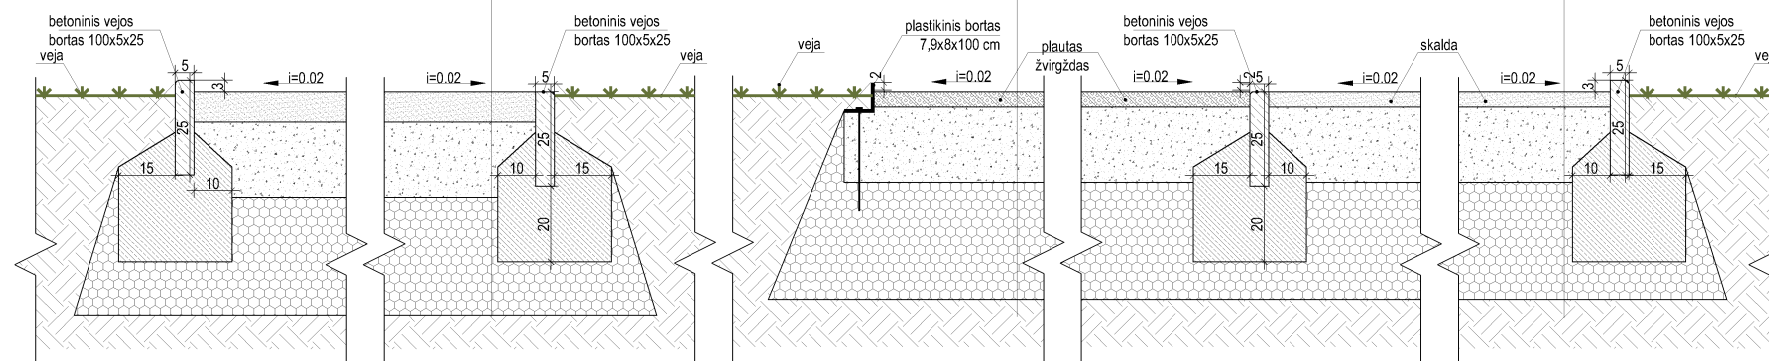 betoninis vejos
bortas 100x5x25
veja
5
3
i=0.02
25
15
10
i=0.02
betoninis vejos
bortas 100x5x25
veja
5
25
10
15
20
veja
plastikinis bortas
7,9x8x100 cm
2
i=0.02
plautas
žvirgždas
betoninis vejos
bortas 100x5x25
i=0.02
2
5
25
15
10
20
i=0.02
skalda
i=0.02
betoninis vejos
bortas 100x5x25
5
3
25
10
15